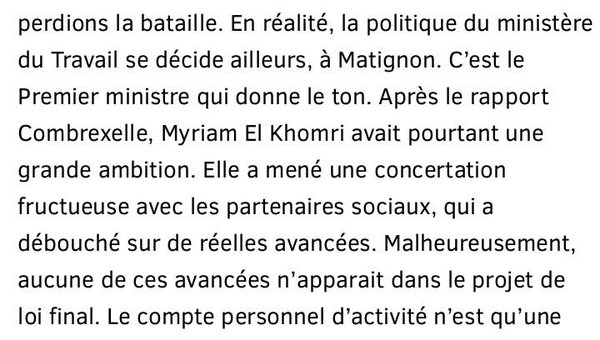 perdions la bataille. En réalité, la politique du ministère
du Travail se décide ailleurs, à Matignon. C’est le
Premier ministre qui donne le ton. Après le rapport
Combrexelle, Myriam El Khomri avait pourtant une
grande ambition. Elle a mené une concertation
fructueuse avec les partenaires sociaux, qui a
débouché sur de réelles avancées. Malheureusement,
aucune de ces avancées n’apparait dans le projet de
loi final. Le compte personnel d’activité n’est qu’une